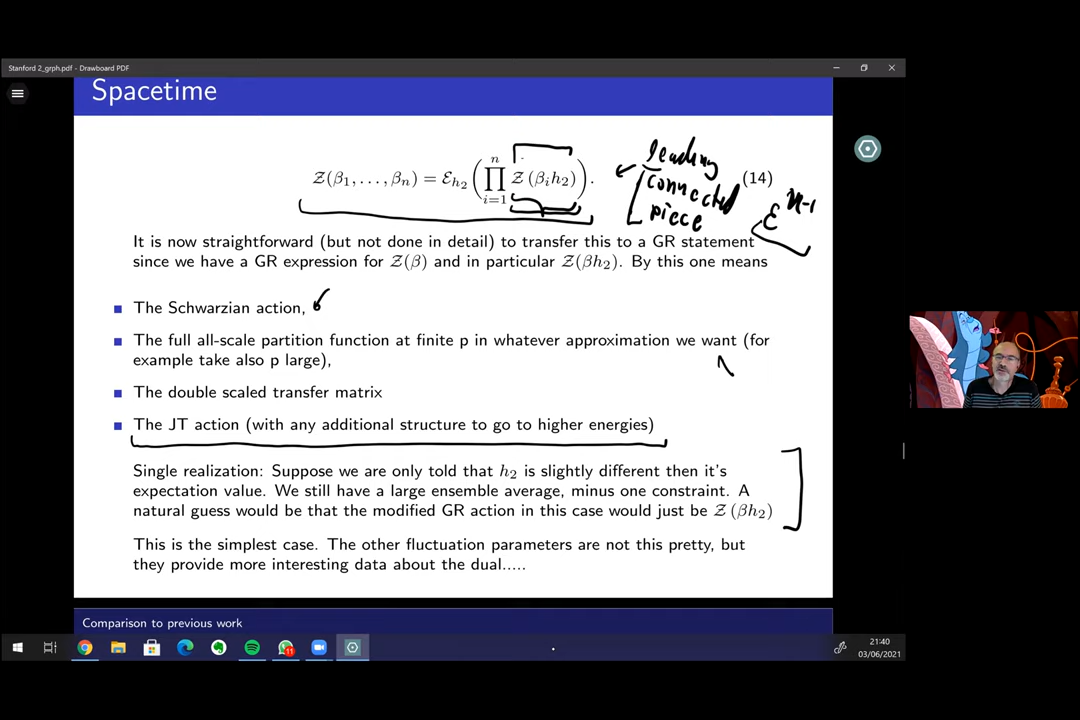 Stanford 2_grph.pdf - Drawboard PDF
Spacetime
𝒵(β₁, . . . , βₙ) = ℰ_{h₂} ( ∏_{i=1}^{n} 𝒵 (βᵢh₂) ) . (14)
leading
connected
piece
ε^{n-1}
It is now straightforward (but not done in detail) to transfer this to a GR statement
since we have a GR expression for 𝒵(β) and in particular 𝒵(βh₂). By this one means
The Schwarzian action,
The full all-scale partition function at finite p in whatever approximation we want (for
example take also p large),
The double scaled transfer matrix
The JT action (with any additional structure to go to higher energies)
Single realization: Suppose we are only told that h₂ is slightly different then it's
expectation value. We still have a large ensemble average, minus one constraint. A
natural guess would be that the modified GR action in this case would just be 𝒵 (βh₂)
This is the simplest case. The other fluctuation parameters are not this pretty, but
they provide more interesting data about the dual.....
Comparison to previous work
11
21:40
03/06/2021